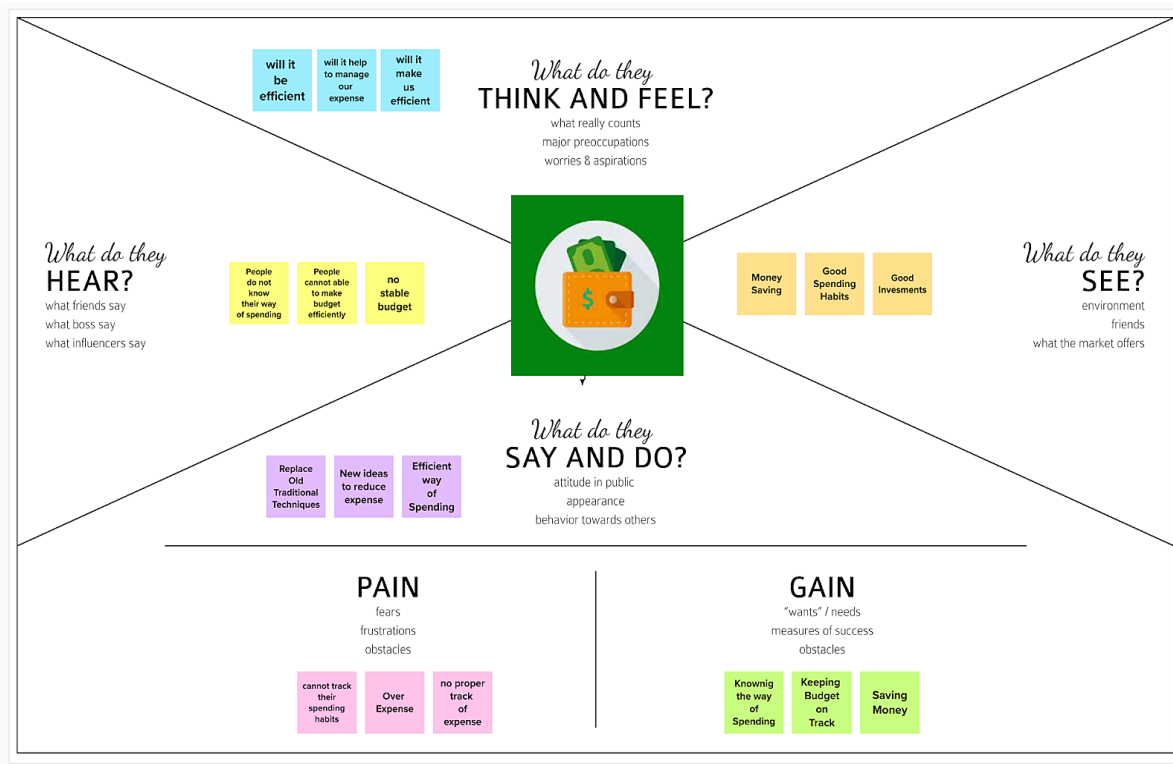 will it
be
efficient
will it help
to manage
our
expense
will it
make
us
efficient
What do they
THINK AND FEEL?
what really counts
major preoccupations
worries & aspirations
What do they
HEAR?
what friends say
what boss say
what influencers say
People
do not
know
their way
of spending
People
cannot able
to make
budget
efficiently
no
stable
budget
$
Money
Saving
Good
Spending
Habits
Good
Invesments
What do they
SEE?
environment
friends
what the market offers
What do they
SAY AND DO?
attitude in public
appearance
behavior towards others
Replace
Old
Traditional
Techniques
New ideas
to reduce
expense
Efficient
way
of
Spending
PAIN
fears
frustrations
obstacles
cannot track
their
spending
habits
Over
Expense
no proper
track
of
expense
GAIN
"wants" / needs
measures of success
obstacles
Knownig
the way
of
Spending
Keeping
Budget
on
Track
Saving
Money